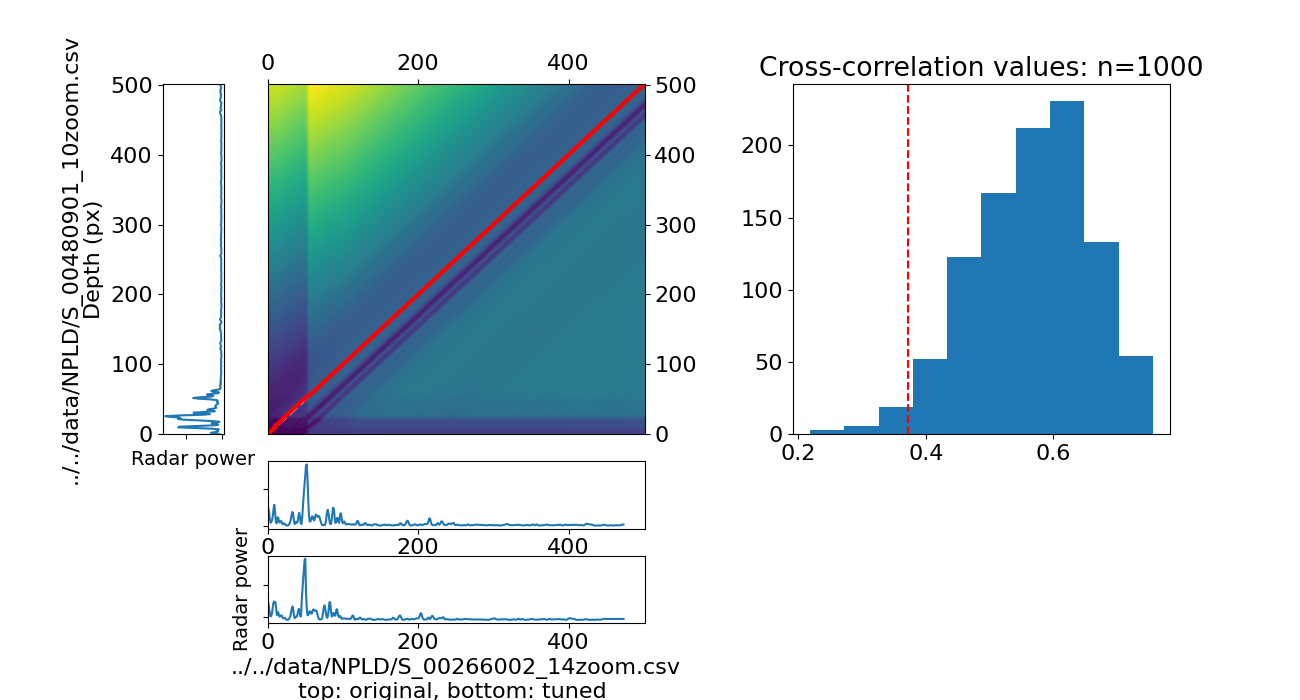 Cross-correlation values: n=1000
0 200 400
../../data/NPLD/S_00480901_10zoom.csv
Depth (px)
500 500
400 400
300 300
200 200
100 100
0 0
200
150
100
50
0
0.2 0.4 0.6
Radar power
0 200 400
Radar power
0 200 400
../../data/NPLD/S_00266002_14zoom.csv
top: original, bottom: tuned